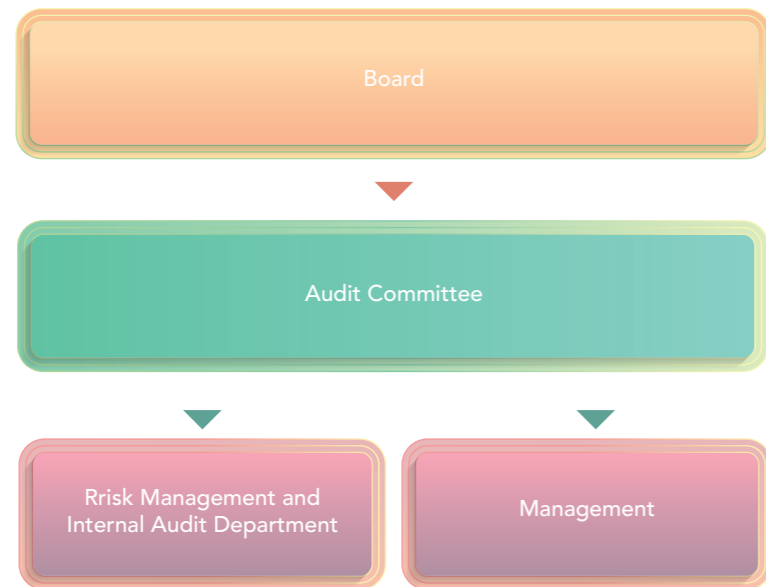 Board
Audit Committee
Rrisk Management and
Internal Audit Department
Management